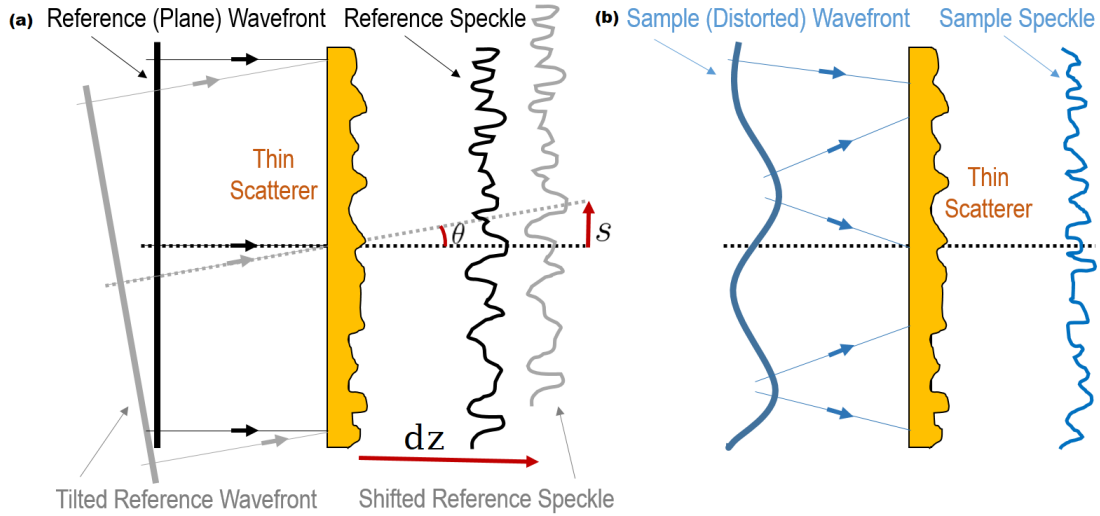 (a) Reference (Plane) Wavefront
Reference Speckle
Thin
Scatterer
θ
s
dz
Tilted Reference Wavefront
Shifted Reference Speckle
(b) Sample (Distorted) Wavefront
Sample Speckle
Thin
Scatterer